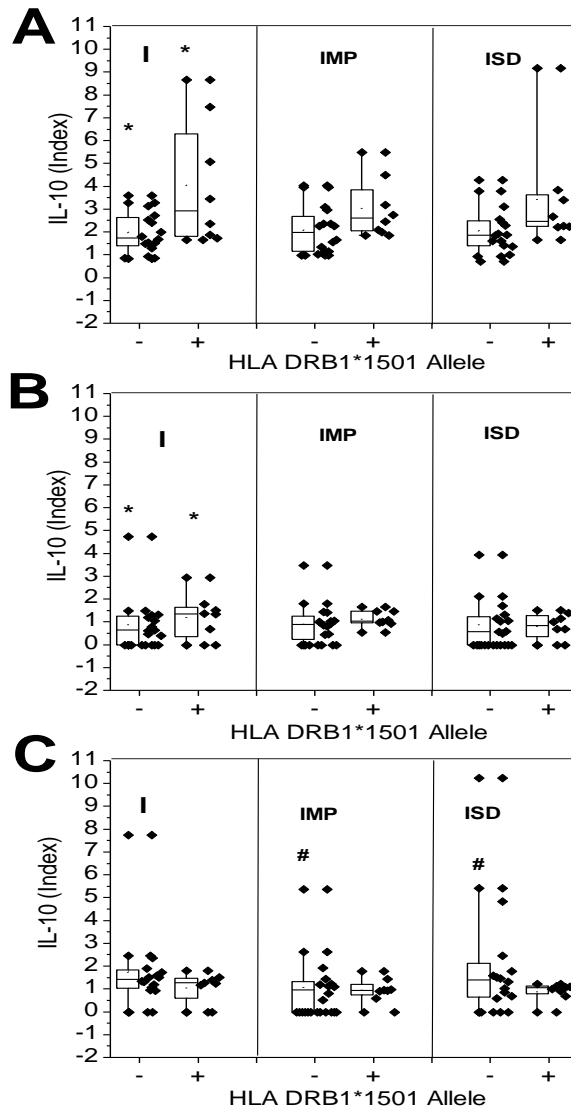 A
I
IMP
ISD
*
*
IL-10 (Index)
11
10
9
8
7
6
5
4
3
2
1
0
-1
-2
- + - + - +
HLA DRB1*1501 Allele
B
I
IMP
ISD
*
*
IL-10 (Index)
11
10
9
8
7
6
5
4
3
2
1
0
-1
-2
- + - + - +
HLA DRB1*1501 Allele
C
I
IMP
ISD
#
#
IL-10 (Index)
11
10
9
8
7
6
5
4
3
2
1
0
-1
-2
- + - + - +
HLA DRB1*1501 Allele